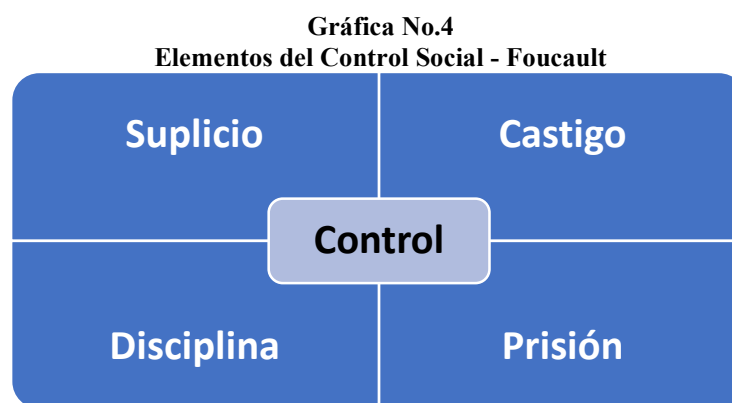 Gráfica No.4
Elementos del Control Social - Foucault
Suplicio
Castigo
Control
Disciplina
Prisión